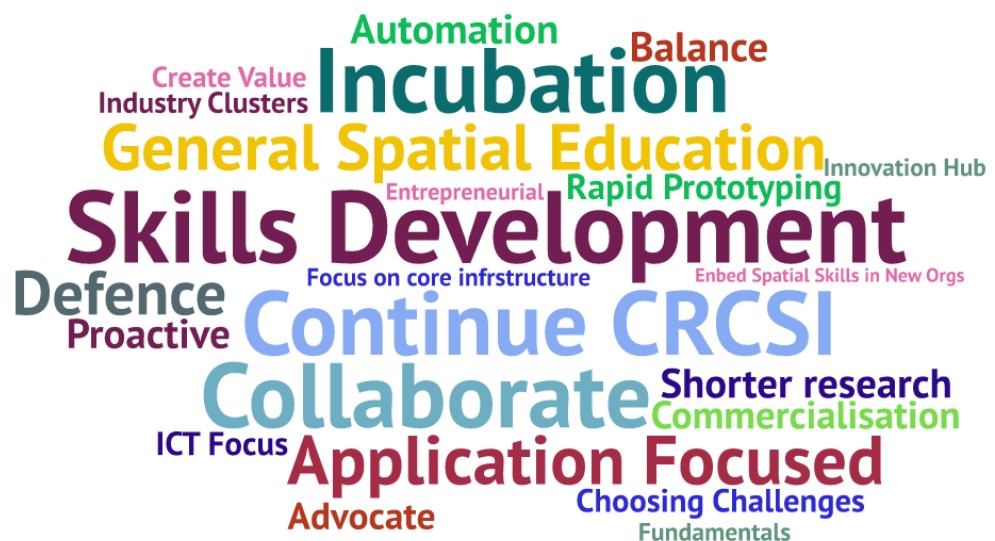 Automation
Balance
Incubation
Create Value
Industry Clusters
General Spatial Education
Innovation Hub
Entrepreneurial
Rapid Prototyping
Skills Development
Focus on core infrstructure
Enbed Spatial Skills in New Orgs
Defence
Continue CRCSI
Proactive
Collaborate
Shorter research
Commercialisation
ICT Focus
Application Focused
Choosing Challenges
Advocate
Fundamentals